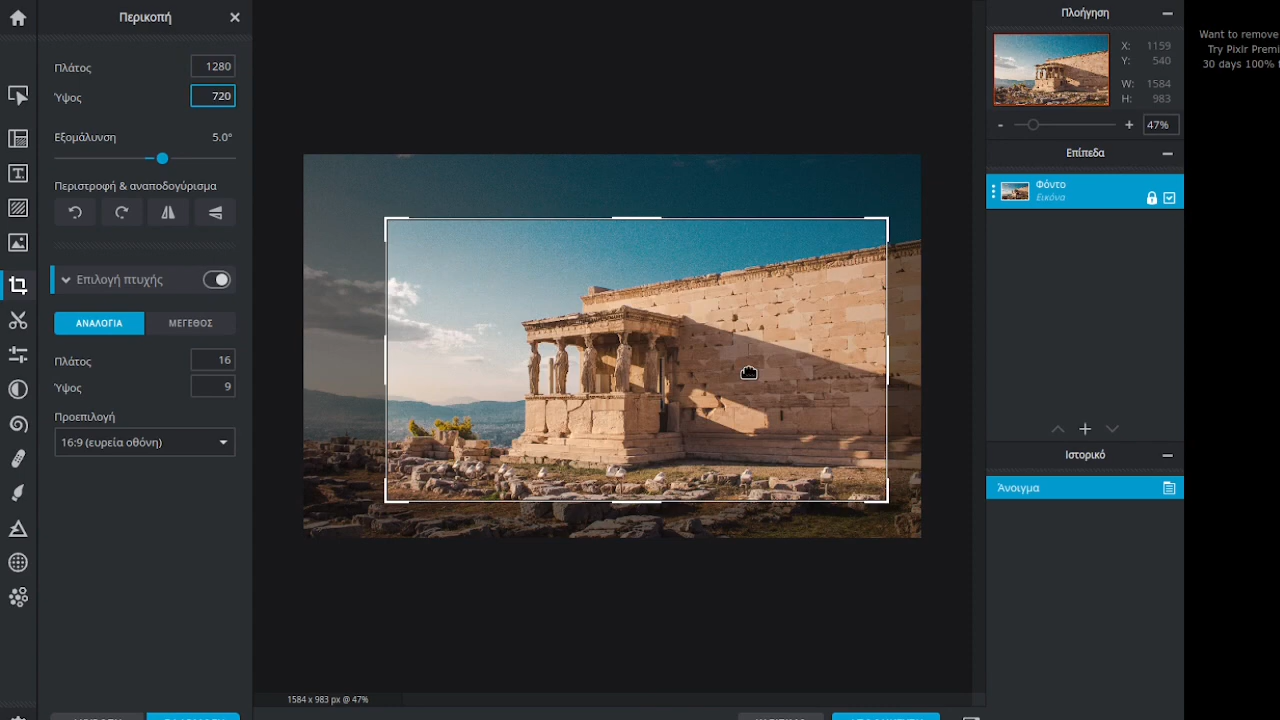 Περικοπή
Πλάτος 1280
Ύψος 720
Εξομάλυνση 5.0°
Περιστροφή & αναποδογύρισμα
Επιλογή πτυχής
ΑΝΑΛΟΓΙΑ ΜΕΓΕΘΟΣ
Πλάτος 16
Ύψος 9
Προεπιλογή
16:9 (ευρεία οθόνη)
1584 x 983 px @ 47%
Πλοήγηση
X: 1159
Y: 540
W: 1584
H: 983
- + 47%
Επίπεδα
Φόντο
Εικόνα
Ιστορικό
Άνοιγμα
Want to remove
Try Pixlr Premi
30 days 100%